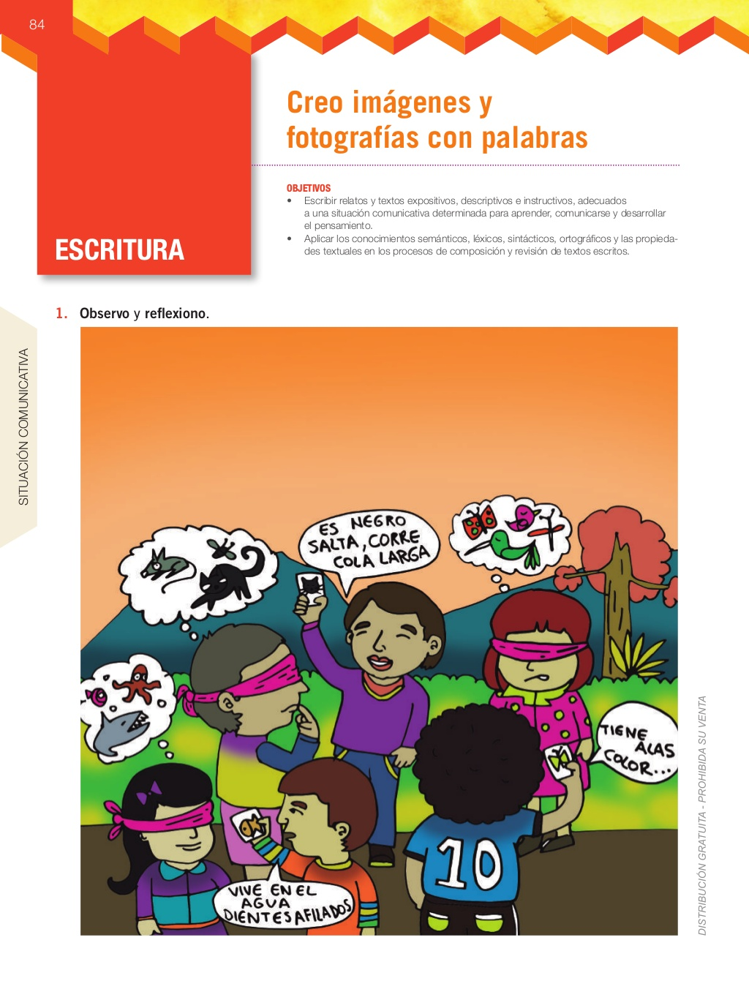 84
Creo imágenes y
fotografías con palabras
OBJETIVOS
• Escribir relatos y textos expositivos, descriptivos e instructivos, adecuados
a una situación comunicativa determinada para aprender, comunicarse y desarrollar
el pensamiento.
• Aplicar los conocimientos semánticos, léxicos, sintácticos, ortográficos y las propieda-
des textuales en los procesos de composición y revisión de textos escritos.
ESCRITURA
SITUACIÓN COMUNICATIVA
1. Observo y reflexiono.
ES NEGRO
SALTA, CORRE
COLA LARGA
TIENE
ALAS
COLOR...
10
VIVE EN EL
AGUA
DIENTES AFILADOS
DISTRIBUCIÓN GRATUITA - PROHIBIDA SU VENTA